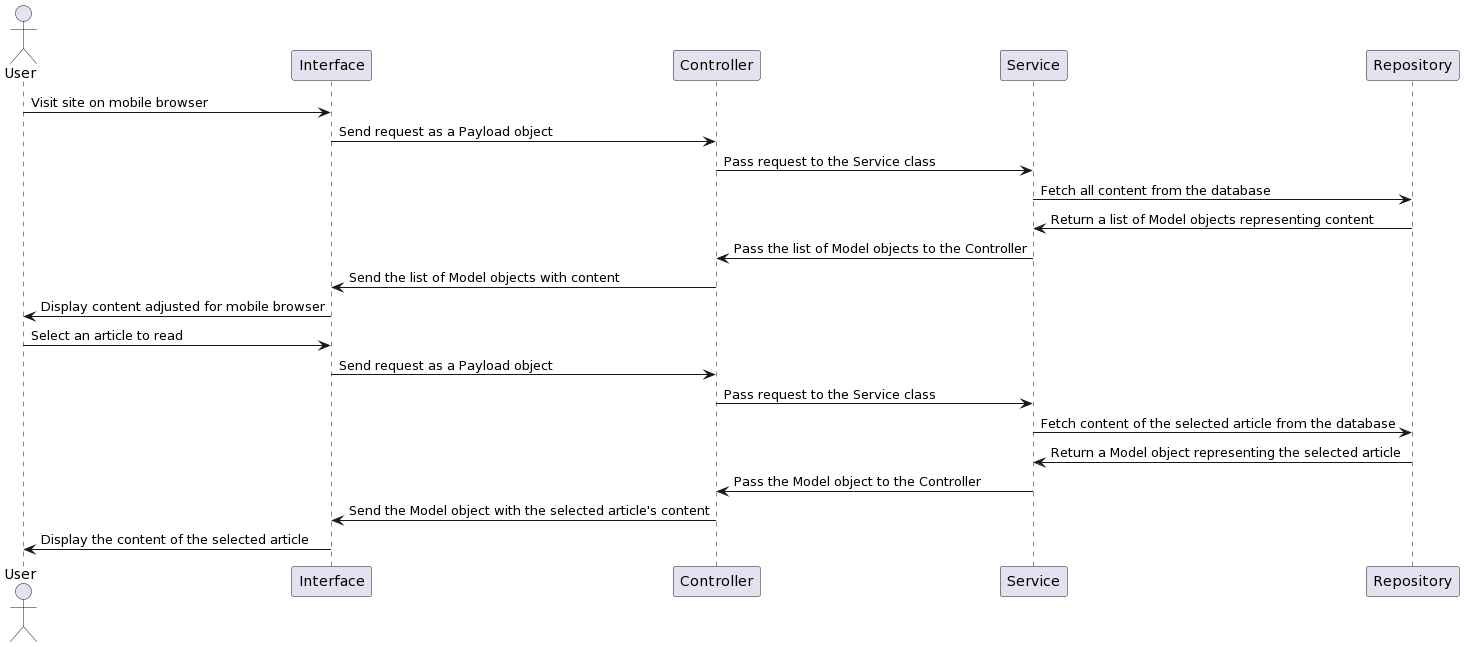 User
Interface
Controller
Service
Repository
Visit site on mobile browser
Send request as a Payload object
Pass request to the Service class
Fetch all content from the database
Return a list of Model objects representing content
Pass the list of Model objects to the Controller
Send the list of Model objects with content
Display content adjusted for mobile browser
Select an article to read
Send request as a Payload object
Pass request to the Service class
Fetch content of the selected article from the database
Return a Model object representing the selected article
Pass the Model object to the Controller
Send the Model object with the selected article's content
Display the content of the selected article
User
Interface
Controller
Service
Repository